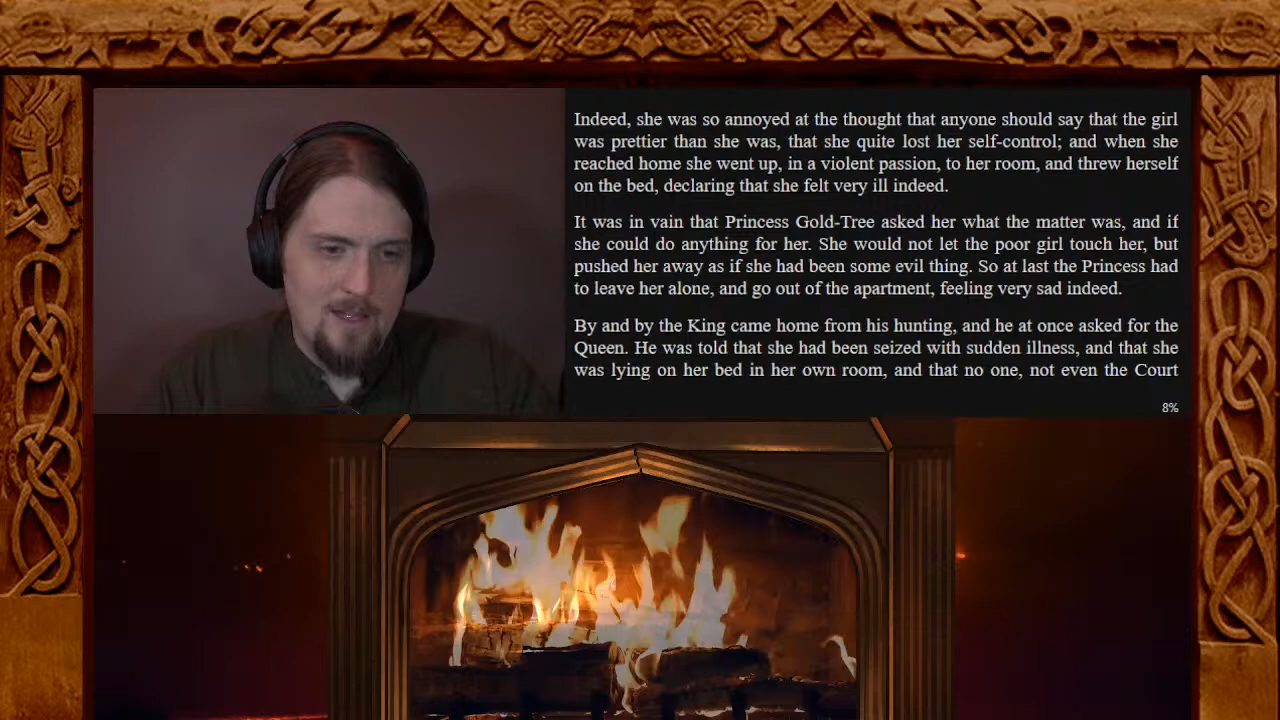 Indeed, she was so annoyed at the thought that anyone should say that the girl
was prettier than she was, that she quite lost her self-control; and when she
reached home she went up, in a violent passion, to her room, and threw herself
on the bed, declaring that she felt very ill indeed.
It was in vain that Princess Gold-Tree asked her what the matter was, and if
she could do anything for her. She would not let the poor girl touch her, but
pushed her away as if she had been some evil thing. So at last the Princess had
to leave her alone, and go out of the apartment, feeling very sad indeed.
By and by the King came home from his hunting, and he at once asked for the
Queen. He was told that she had been seized with sudden illness, and that she
was lying on her bed in her own room, and that no one, not even the Court
8%